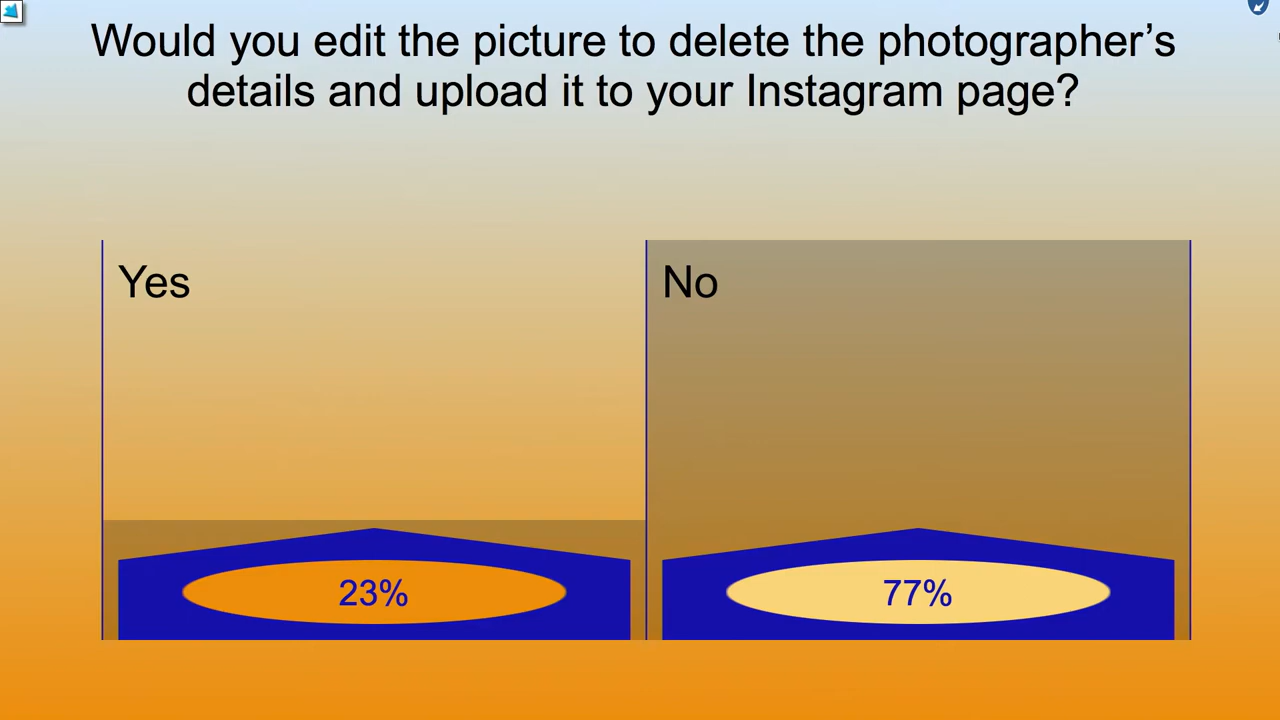 Would you edit the picture to delete the photographer’s
details and upload it to your Instagram page?
Yes
No
23%
77%